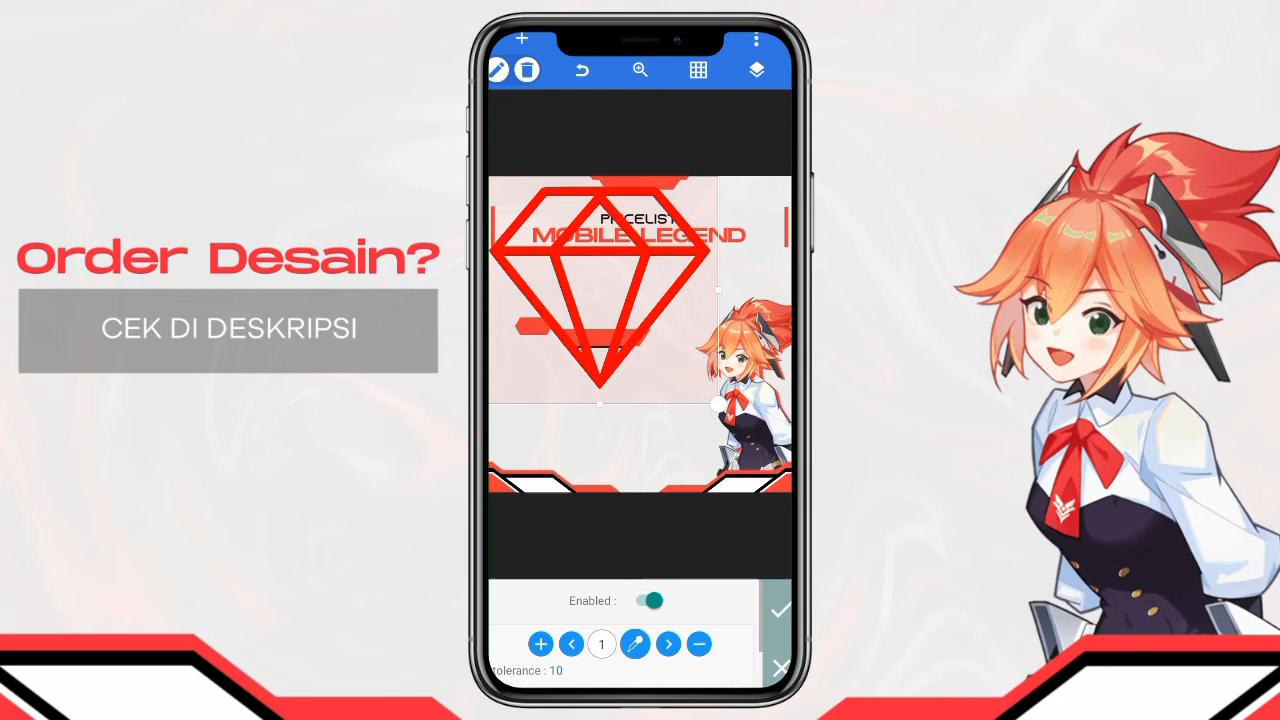 Order Desain?
CEK DI DESKRIPSI
PRICELIST
MOBILE LEGEND
Enabled :
1
tolerance : 10